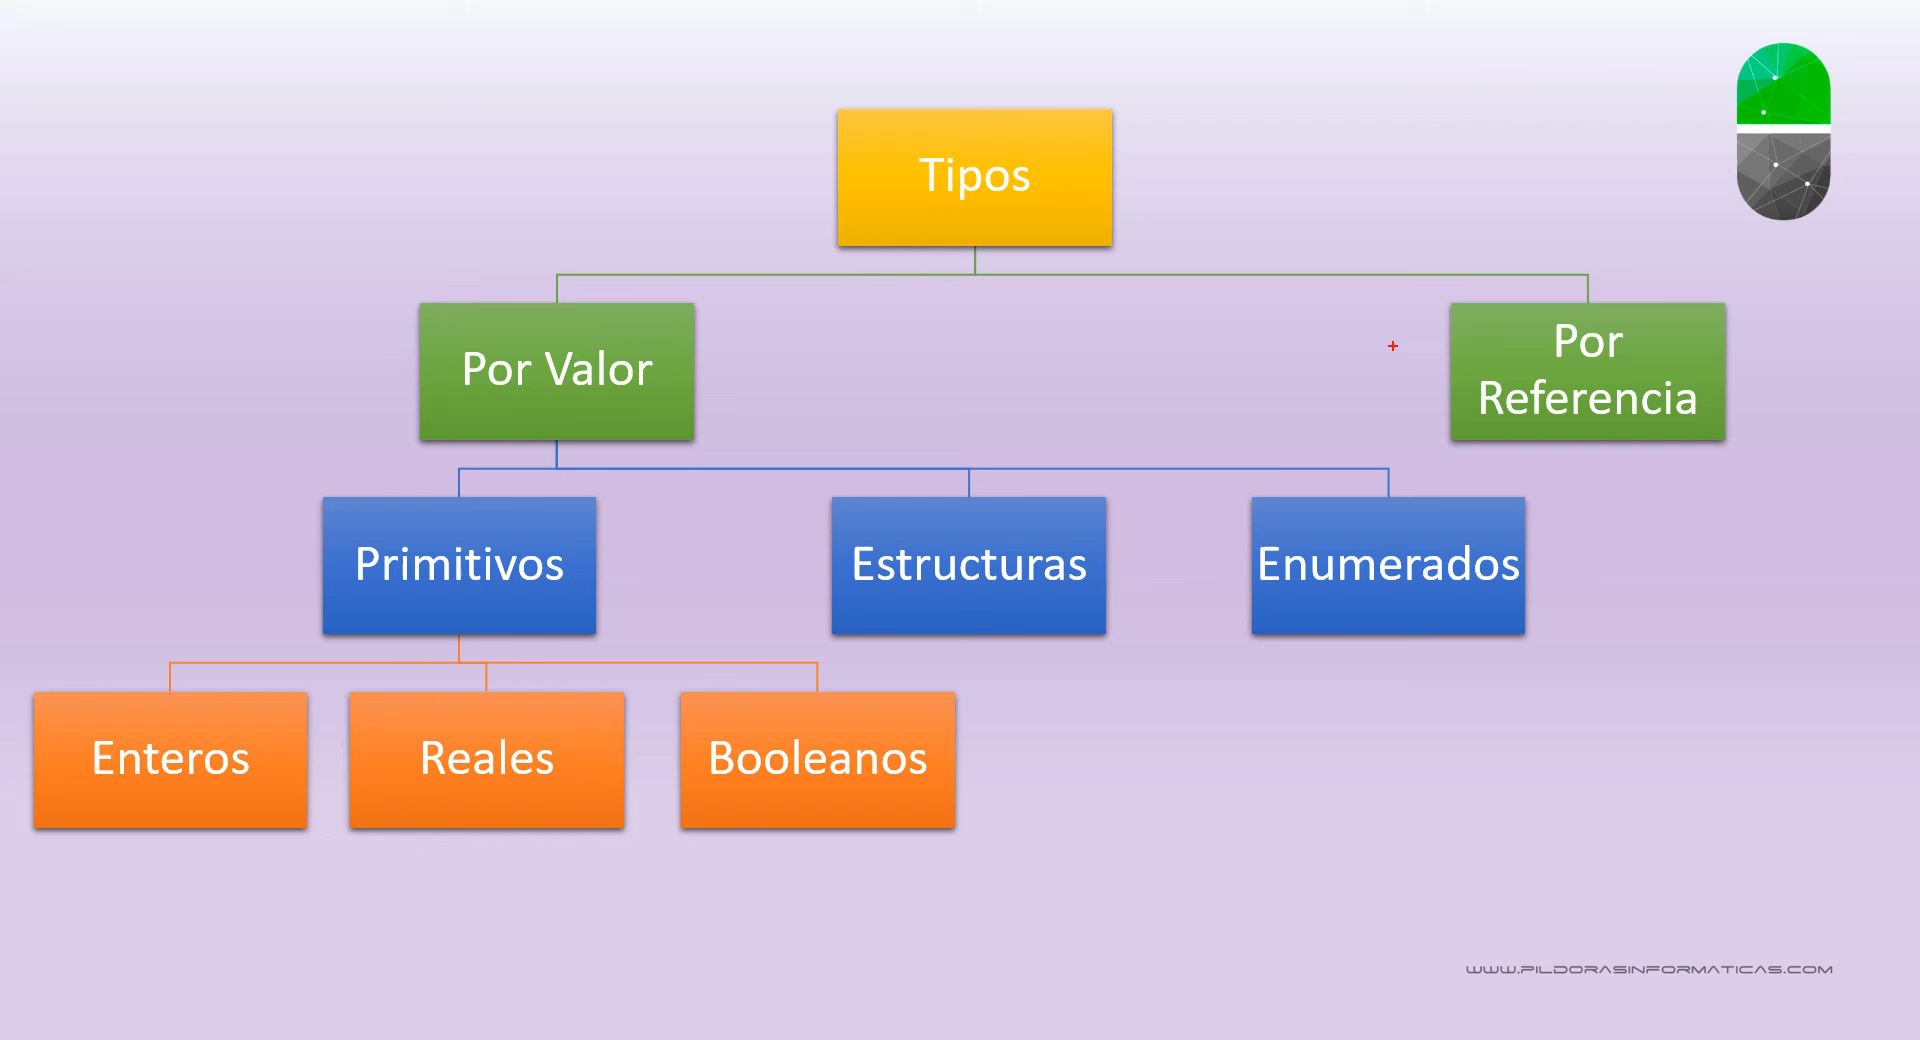 Tipos
Por Valor
Por
Referencia
Primitivos
Estructuras
Enumerados
Enteros
Reales
Booleanos
WWW.PILDORASINFORMATICAS.COM